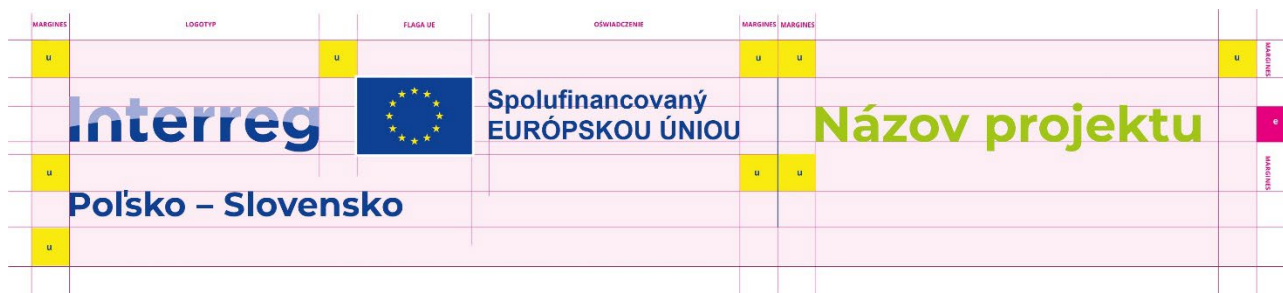 MARGINES LOGOTYP FLAGA UE OŚWIADCZENIE MARGINES MARGINES
u u u u u
MARGINES
Interreg
Spolufinancovaný
EURÓPSKOU ÚNIOU
Názov projektu
e
u u u
MARGINES
Poľsko – Slovensko
u